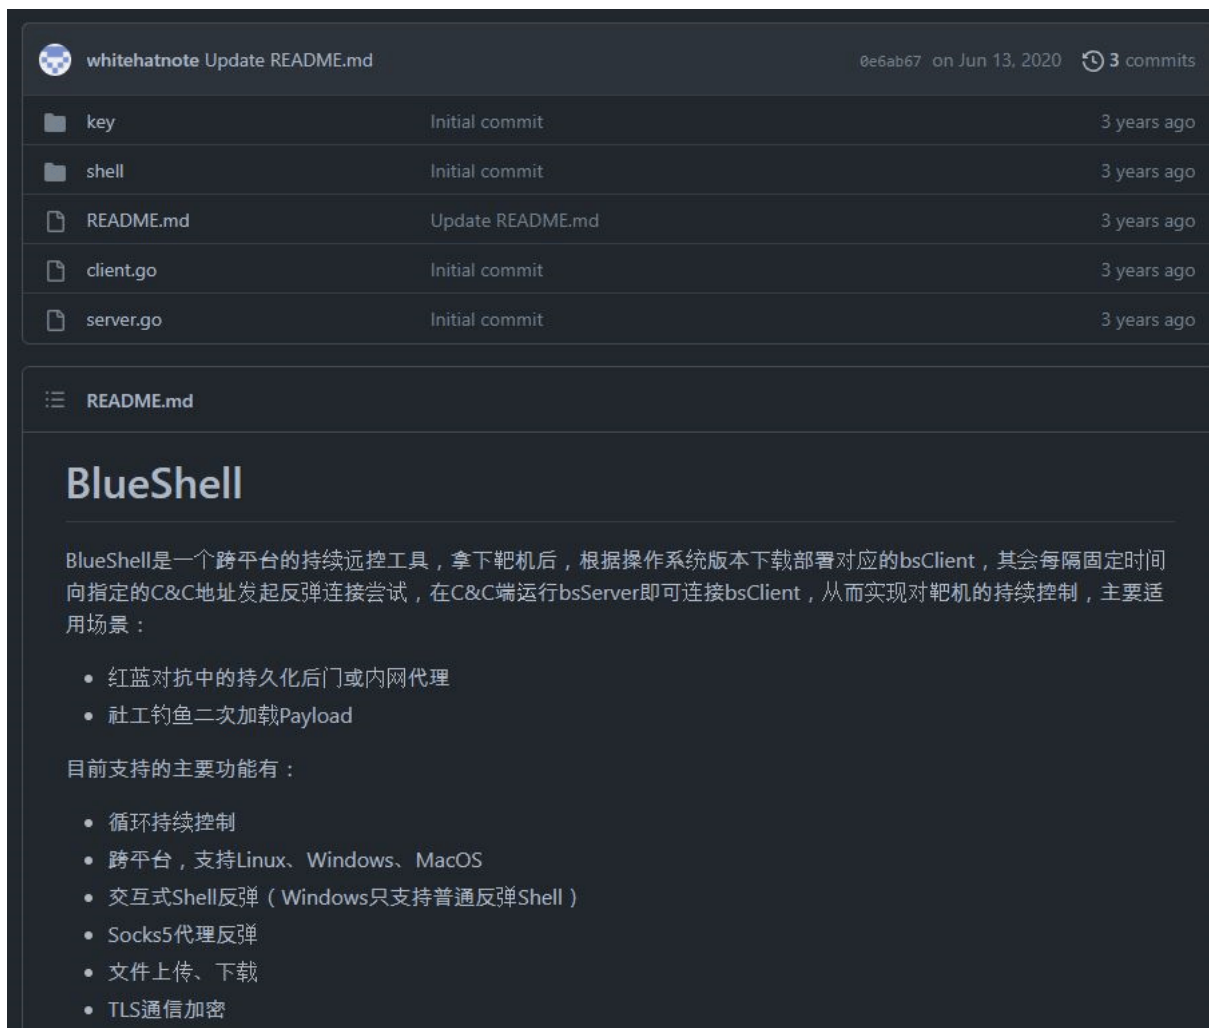 whitehatnote Update README.md 0e6ab67 on Jun 13, 2020 3 commits
key Initial commit 3 years ago
shell Initial commit 3 years ago
README.md Update README.md 3 years ago
client.go Initial commit 3 years ago
server.go Initial commit 3 years ago
README.md
BlueShell
BlueShell是一个跨平台的持续远控工具，拿下靶机后，根据操作系统版本下载部署对应的bsClient，其会每隔固定时间
向指定的C&C地址发起反弹连接尝试，在C&C端运行bsServer即可连接bsClient，从而实现对靶机的持续控制，主要适
用场景：
• 红蓝对抗中的持久化后门或内网代理
• 社工钓鱼二次加载Payload
目前支持的主要功能有：
• 循环持续控制
• 跨平台，支持Linux、Windows、MacOS
• 交互式Shell反弹（Windows只支持普通反弹Shell）
• Socks5代理反弹
• 文件上传、下载
• TLS通信加密